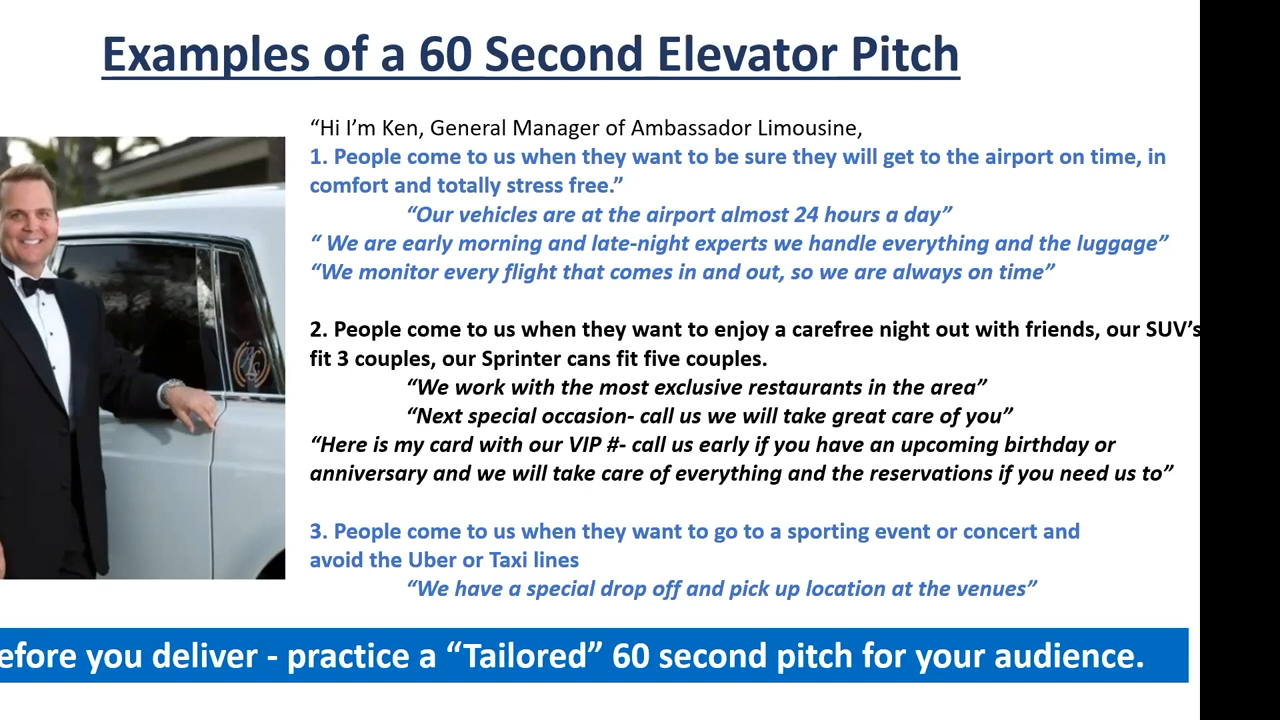 Examples of a 60 Second Elevator Pitch
“Hi I’m Ken, General Manager of Ambassador Limousine,
1. People come to us when they want to be sure they will get to the airport on time, in
comfort and totally stress free.”
“Our vehicles are at the airport almost 24 hours a day”
“ We are early morning and late-night experts we handle everything and the luggage”
“We monitor every flight that comes in and out, so we are always on time”
2. People come to us when they want to enjoy a carefree night out with friends, our SUV’s
fit 3 couples, our Sprinter cans fit five couples.
“We work with the most exclusive restaurants in the area”
“Next special occasion- call us we will take great care of you”
“Here is my card with our VIP #- call us early if you have an upcoming birthday or
anniversary and we will take care of everything and the reservations if you need us to”
3. People come to us when they want to go to a sporting event or concert and
avoid the Uber or Taxi lines
“We have a special drop off and pick up location at the venues”
efore you deliver - practice a “Tailored” 60 second pitch for your audience.